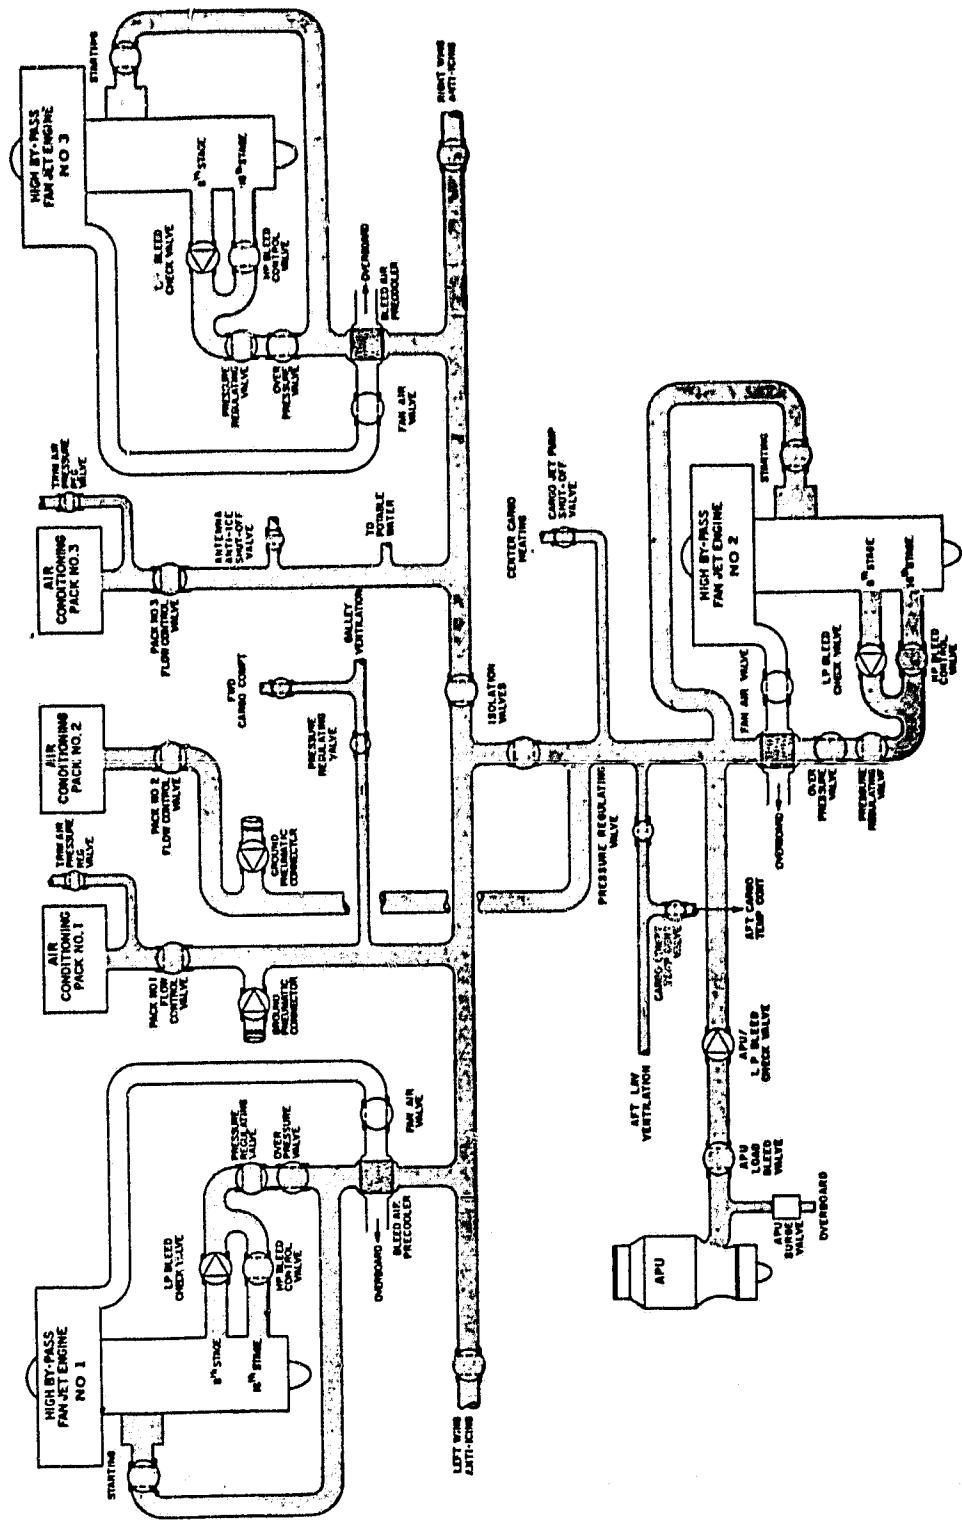 HIGH BY-PASS
FAN JET ENGINE
NO 1
STARTING
8TH STAGE
16TH STAGE
LP BLEED
CHECK VALVE
HP BLEED
CONTROL
VALVE
PRESSURE
REGULATING
VALVE
OVER
PRESSURE
VALVE
FAN AIR
VALVE
OVERBOARD
BLEED AIR
PRECOOLER
LEFT WING
ANTI-ICING
AIR
CONDITIONING
PACK NO.1
TRIM AIR
PRESSURE
REG
VALVE
PACK NO 1
FLOW
CONTROL
VALVE
GROUND
PNEUMATIC
CONNECTOR
AIR
CONDITIONING
PACK NO.2
PACK NO 2
FLOW CONTROL
VALVE
GROUND
PNEUMATIC
CONNECTOR
FWD
CARGO COMPT
PRESSURE
REGULATING
VALVE
GALLEY
VENTILATION
ISOLATION
VALVES
AIR
CONDITIONING
PACK NO.3
TRIM AIR
PRESSURE
REG
VALVE
PACK NO 3
FLOW CONTROL
VALVE
ANTENNA
ANTI-ICE
SHUT-OFF
VALVE
TO
POTABLE
WATER
HIGH BY-PASS
FAN JET ENGINE
NO 3
STARTING
8TH STAGE
16TH STAGE
BLEED
CHECK VALVE
HP BLEED
CONTROL
VALVE
PRESSURE
REGULATING
VALVE
OVER
PRESSURE
VALVE
FAN AIR
VALVE
OVERBOARD
BLEED AIR
PRECOOLER
RIGHT WING
ANTI-ICING
CENTER CARGO
HEATING
CARGO JET PUMP
SHUT-OFF
VALVE
PRESSURE REGULATING
VALVE
AFT LAV
VENTILATION
CARGO
VALVE
AFT CARGO
TEMP CONT
APU
APU
SURGE
VALVE
OVERBOARD
APU
LOAD
BLEED
VALVE
APU/
L P BLEED
CHECK VALVE
HIGH BY-PASS
FAN JET ENGINE
NO 2
STARTING
8TH STAGE
16TH STAGE
FAN AIR VALVE
LP BLEED
CHECK VALVE
HP BLEED
CONTROL
VALVE
OVERBOARD
OVER
PRESSURE
VALVE
PRESSURE
REGULATING
VALVE